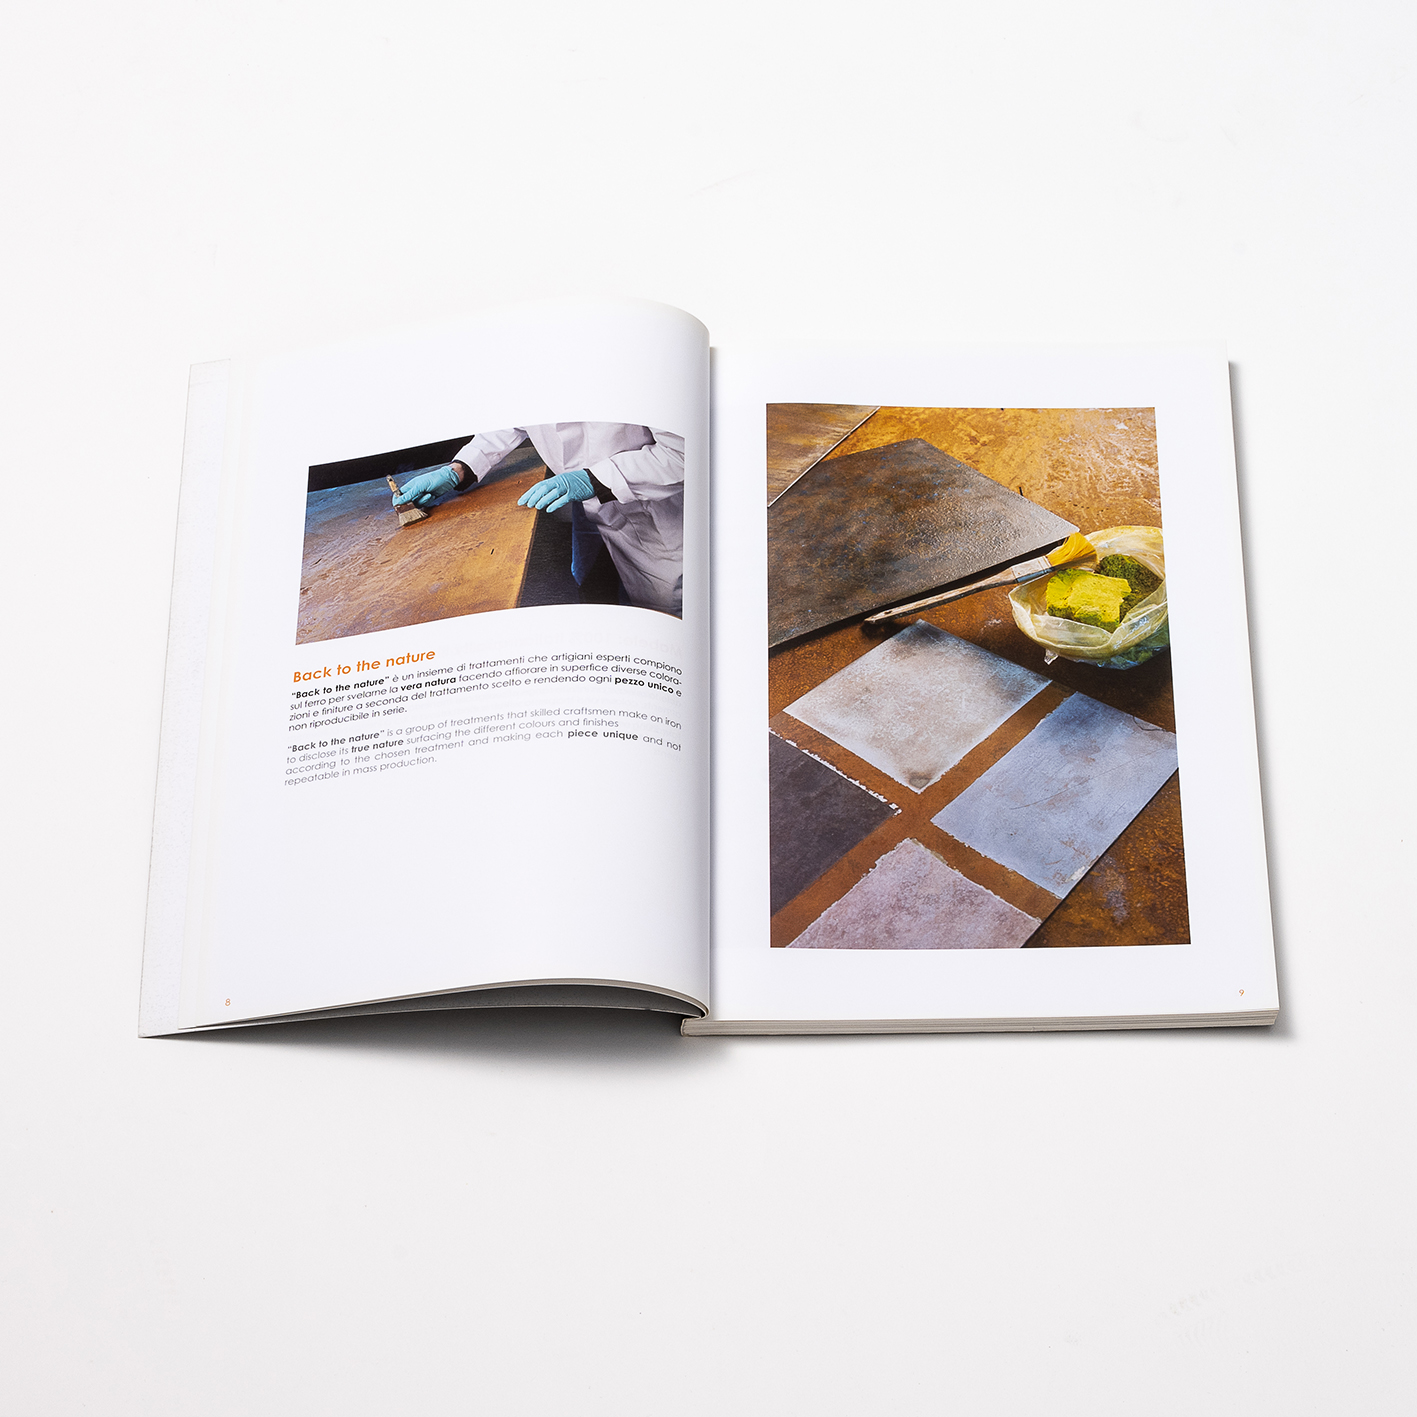 Back to the nature
“Back to the nature” è un insieme di trattamenti che artigiani esperti compiono
sul ferro per svelarne la vera natura facendo affiorare in superfice diverse colora-
zioni e finiture a seconda del trattamento scelto e rendendo ogni pezzo unico e
non riproducibile in serie.
“Back to the nature” is a group of treatments that skilled craftsmen make on iron
to disclose its true nature surfacing the different colours and finishes
according to the chosen treatment and making each piece unique and not
repeatable in mass production.
8
9